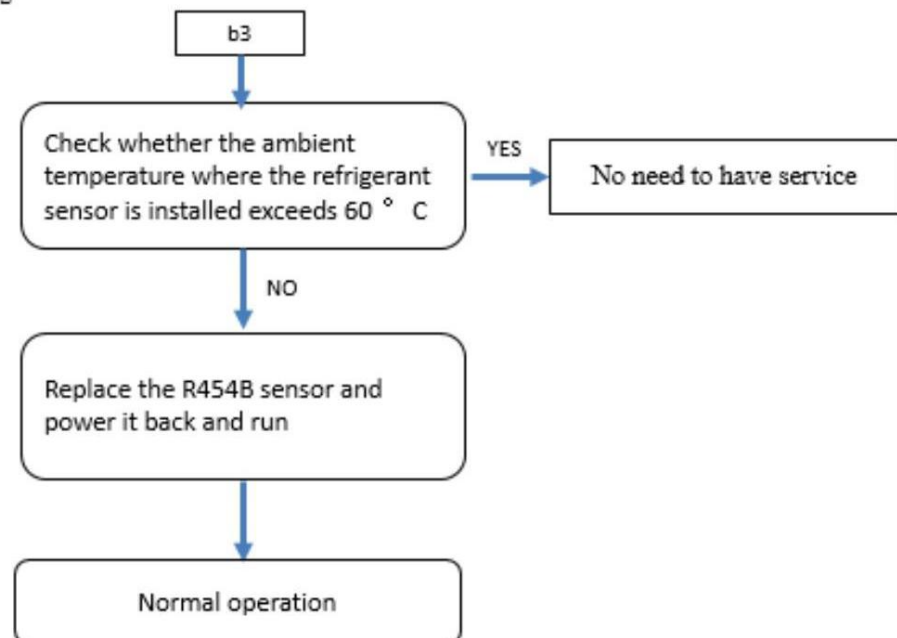 b3
Check whether the ambient
temperature where the refrigerant
sensor is installed exceeds 60 ° C
YES
No need to have service
NO
Replace the R454B sensor and
power it back and run
Normal operation